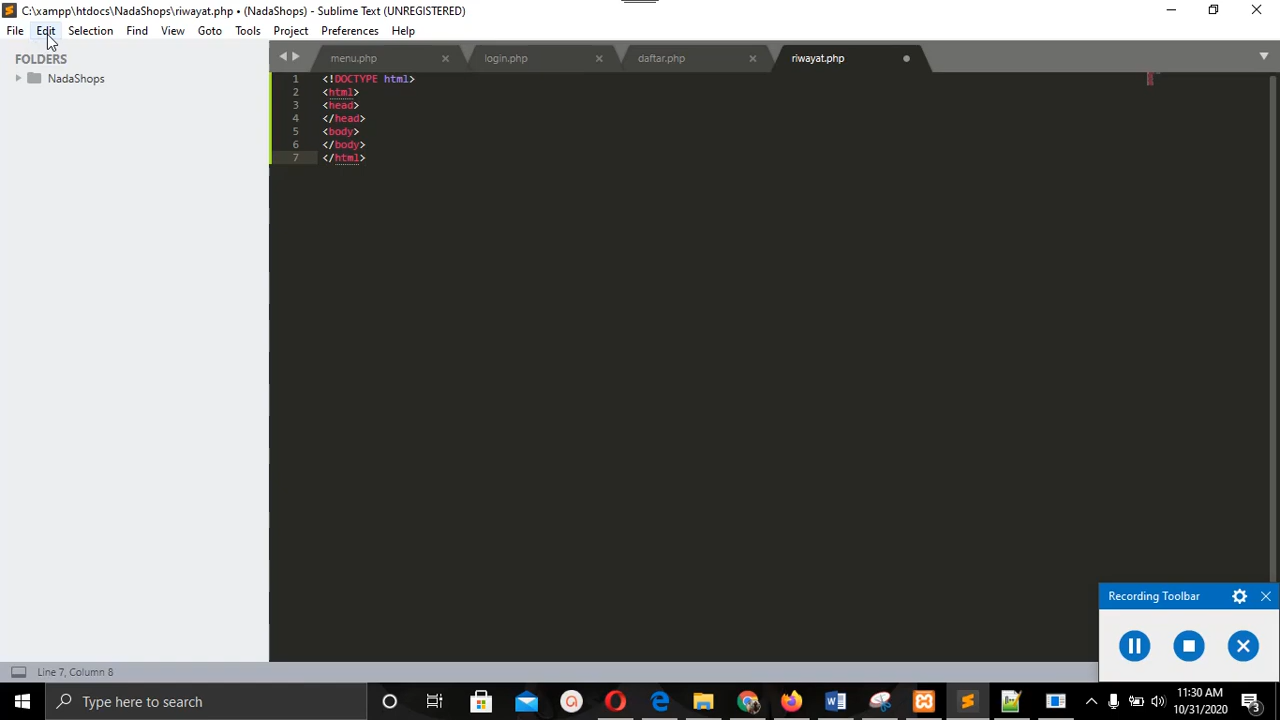 C:\xampp\htdocs\NadaShops\riwayat.php • (NadaShops) - Sublime Text (UNREGISTERED)
File Edit Selection Find View Goto Tools Project Preferences Help
FOLDERS
NadaShops
menu.php
login.php
daftar.php
riwayat.php
1 <!DOCTYPE html>
2 <html>
3 <head>
4 </head>
5 <body>
6 </body>
7 </html>
Recording Toolbar
Line 7, Column 8
Type here to search
11:30 AM
10/31/2020
3